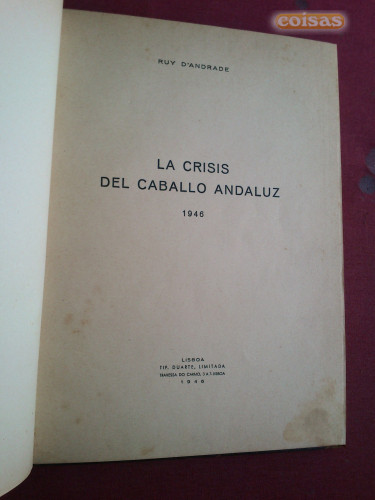 coisas
RUY D'ANDRADE
LA CRISIS
DEL CABALLO ANDALUZ
1946
LISBOA
TIP. DUARTE, LIMITADA
1946